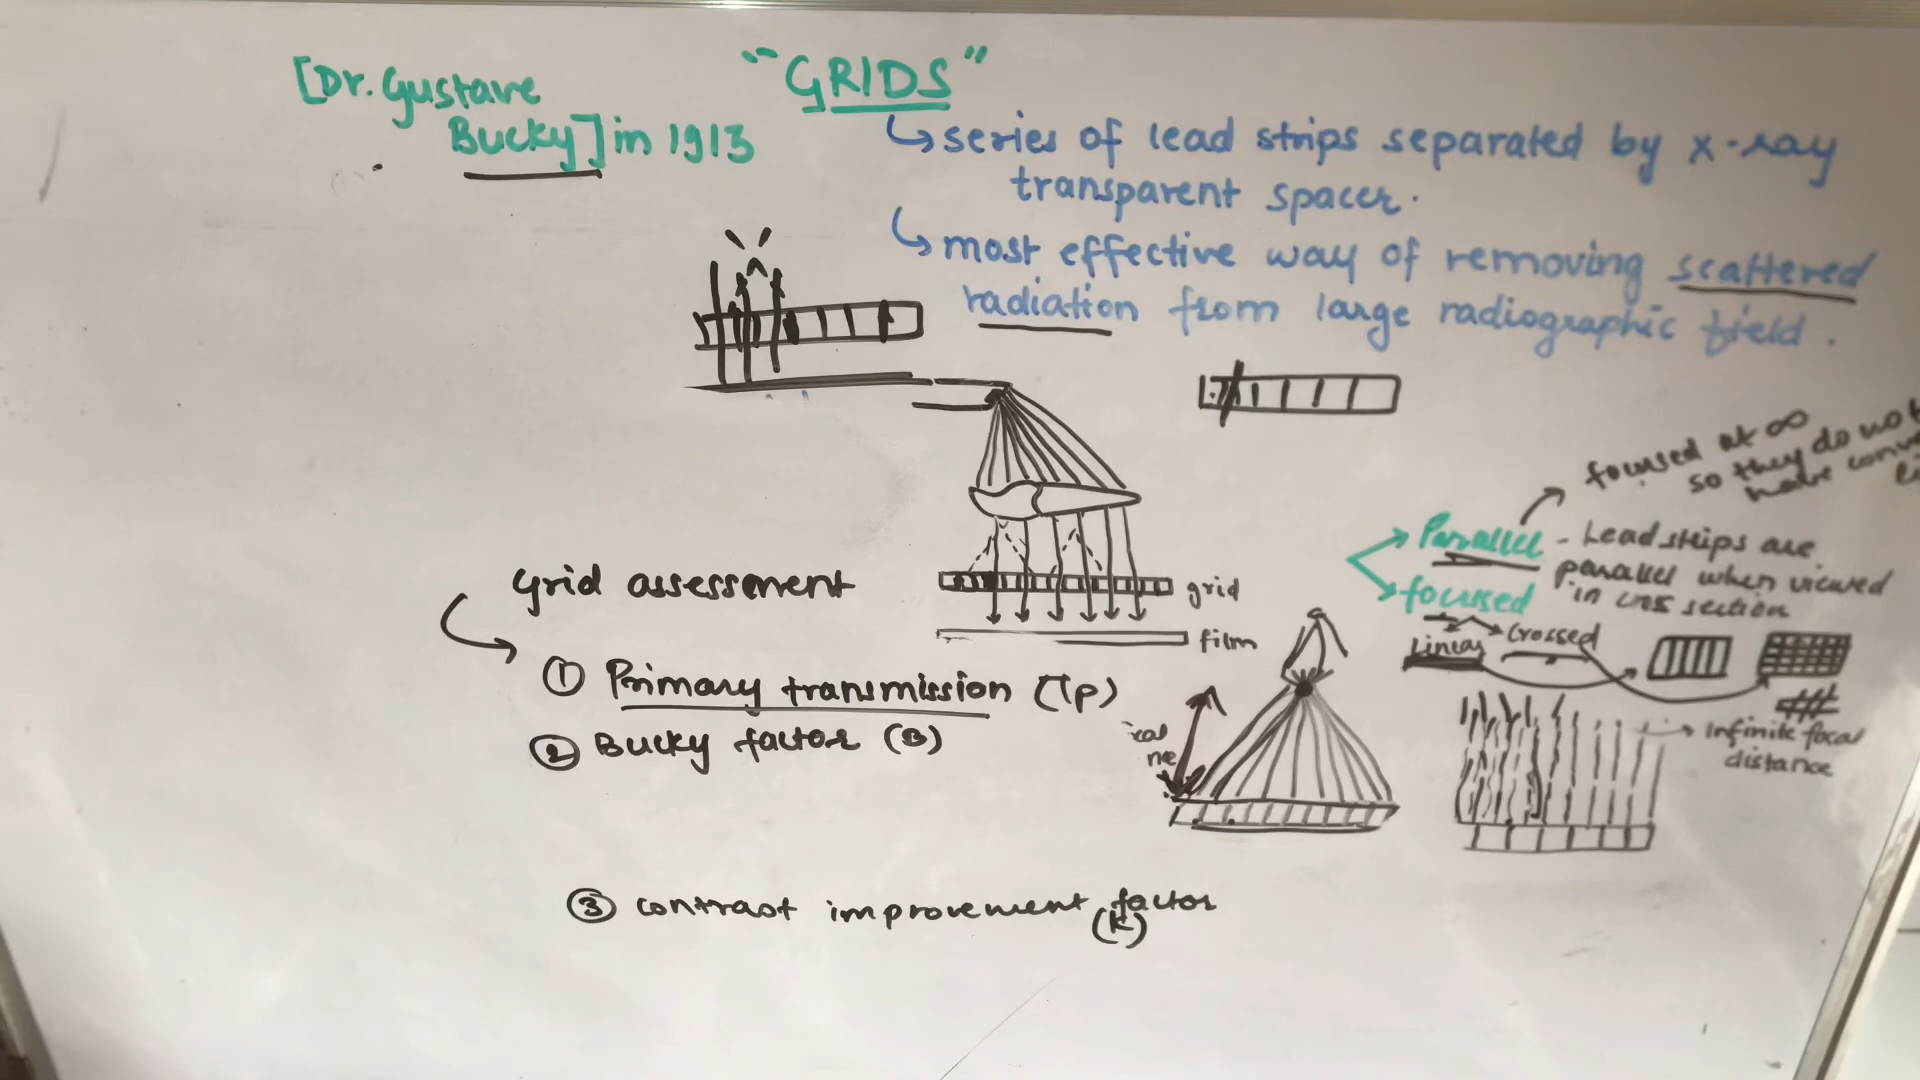 "GRIDS"
[Dr. Gustave
Bucky] in 1913
↳ series of lead strips separated by x-ray
transparent spacer.
↳ most effective way of removing scattered
radiation from large radiographic field.
focused at ∞
so they do not
have
Parallel - Lead strips are
parallel when viewed
in cross section
focused
Linear
Crossed
Infinite focal
distance
grid
film
Grid assessment
① Primary transmission (Tp)
② Bucky factor (B)
③ contrast improvement factor
(K)